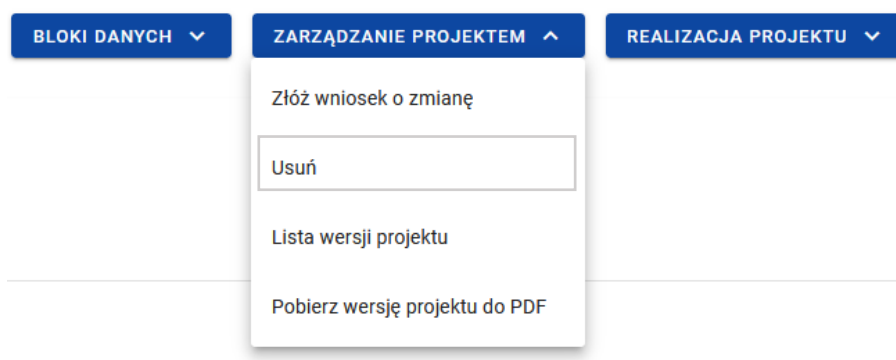 BLOKI DANYCH
ZARZĄDZANIE PROJEKTEM
REALIZACJA PROJEKTU
Złóż wniosek o zmianę
Usuń
Lista wersji projektu
Pobierz wersję projektu do PDF